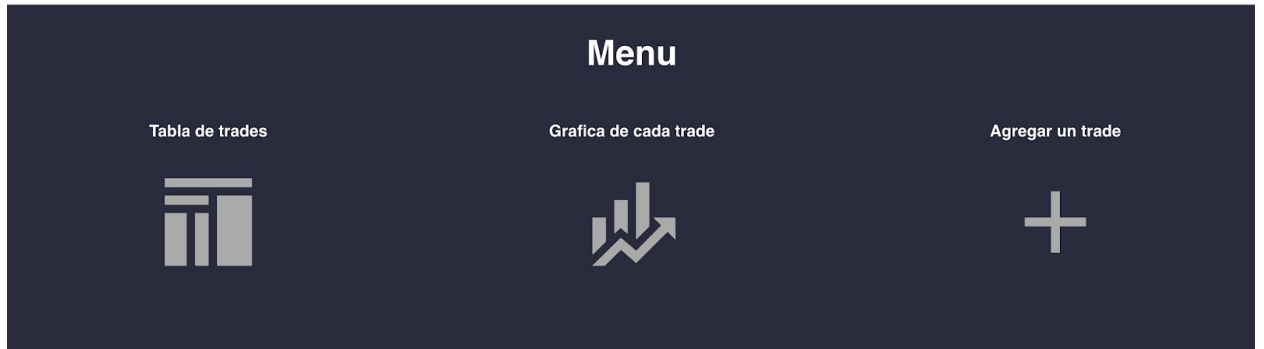 Menu
Tabla de trades
Grafica de cada trade
Agregar un trade